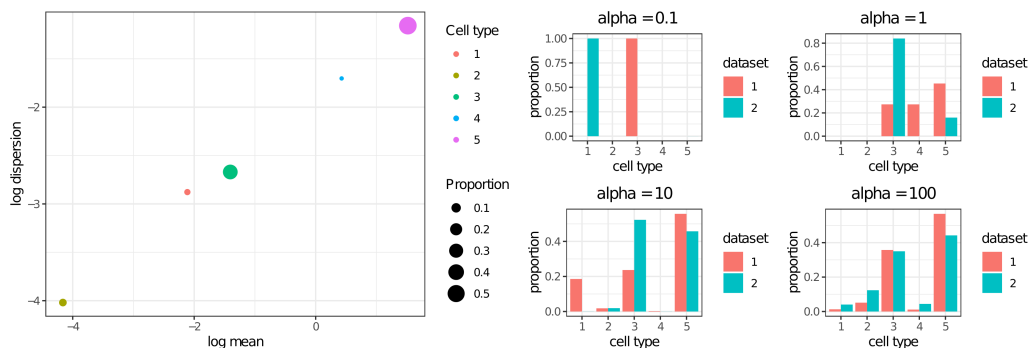 log dispersion
−2
−3
−4
−4
−2
0
log mean
Cell type
1
2
3
4
5
Proportion
0.1
0.2
0.3
0.4
0.5
alpha = 0.1
proportion
1.00
0.75
0.50
0.25
0.00
1 2 3 4 5
cell type
dataset
1
2
alpha = 1
proportion
0.8
0.6
0.4
0.2
0.0
1 2 3 4 5
cell type
dataset
1
2
alpha = 10
proportion
0.4
0.2
0.0
1 2 3 4 5
cell type
dataset
1
2
alpha = 100
proportion
0.4
0.2
0.0
1 2 3 4 5
cell type
dataset
1
2